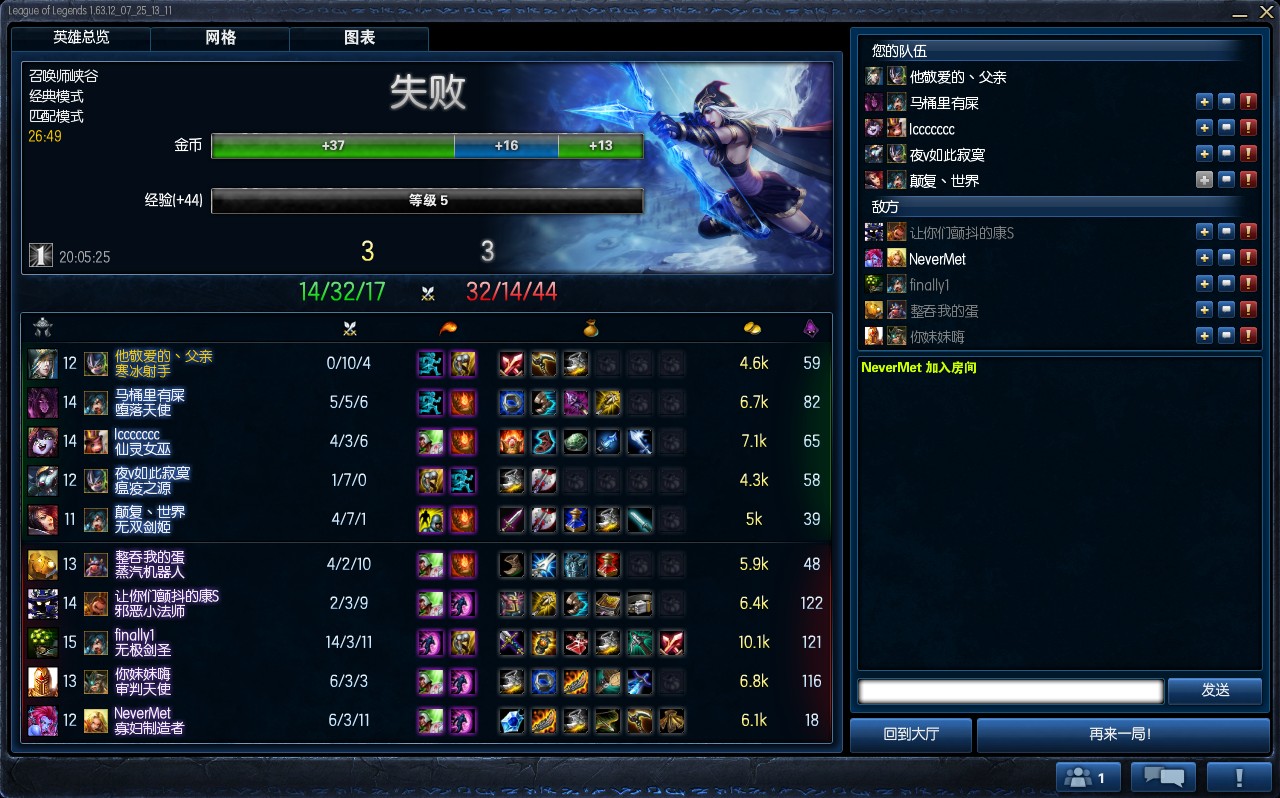 League of Legends 1.63.12_07_25_13_11
英雄总览 网格 图表
召唤师峡谷
经典模式
匹配模式
26:49
失败
金币 +37 +16 +13
经验(+44) 等级 5
1 20:05:25
3 3
14/32/17 32/14/44
12 他敬爱的丶父亲 寒冰射手 0/10/4 4.6k 59
14 马桶里有屎 堕落天使 5/5/6 6.7k 82
14 lccccccc 仙灵女巫 4/3/6 7.1k 65
12 夜v如此寂寞 瘟疫之源 1/7/0 4.3k 58
11 颠复丶世界 无双剑姬 4/7/1 5k 39
13 整吞我的蛋 蒸汽机器人 4/2/10 5.9k 48
14 让你们颤抖的康S 邪恶小法师 2/3/9 6.4k 122
15 finally1 无极剑圣 14/3/11 10.1k 121
13 你妹妹嗨 审判天使 6/3/3 6.8k 116
12 NeverMet 寡妇制造者 6/3/11 6.1k 18
您的队伍
他敬爱的丶父亲
马桶里有屎
lccccccc
夜v如此寂寞
颠复丶世界
敌方
让你们颤抖的康S
NeverMet
finally1
整吞我的蛋
你妹妹嗨
NeverMet 加入房间
发送
回到大厅 再来一局!
1